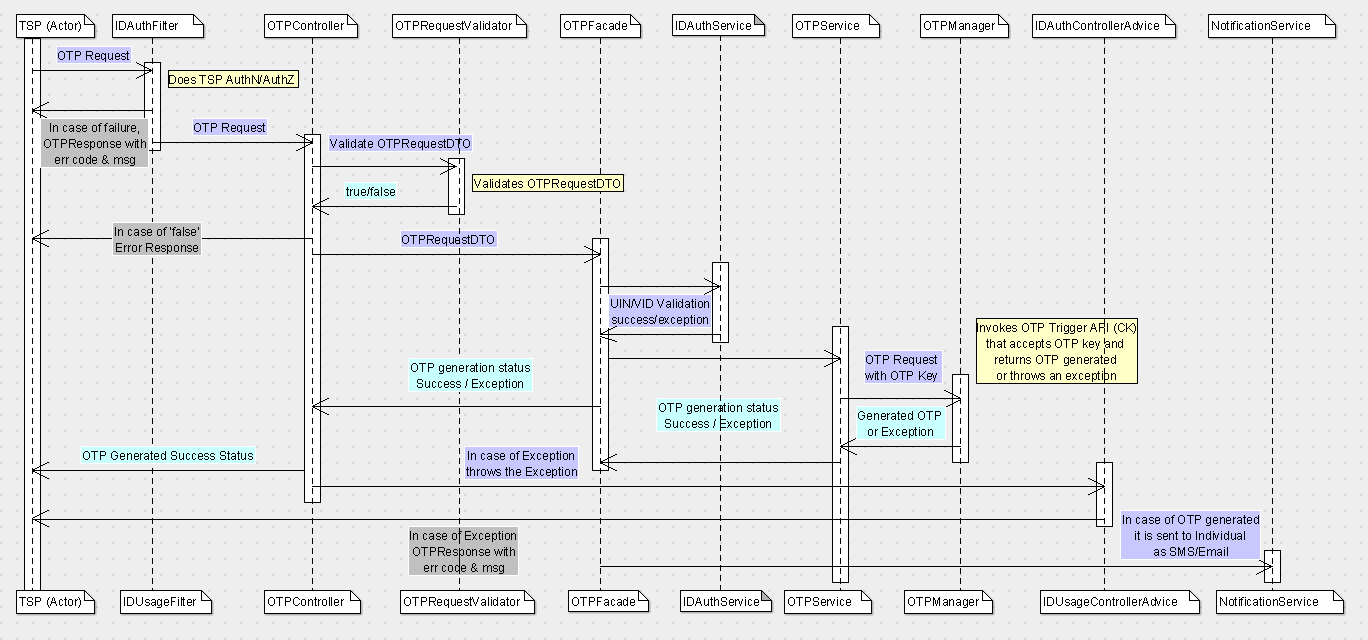 TSP (Actor)
IDAuthFilter
OTPController
OTPRequestValidator
OTPFacade
IDAuthService
OTPService
OTPManager
IDAuthControllerAdvice
NotificationService
OTP Request
Does TSP AuthN/AuthZ
In case of failure,
OTPResponse with
err code & msg
OTP Request
Validate OTPRequestDTO
Validates OTPRequestDTO
true/false
In case of 'false'
Error Response
OTPRequestDTO
UIN/VID Validation
success/exception
Invokes OTP Trigger API (CK)
that accepts OTP key and
returns OTP generated
or throws an exception
OTP Request
with OTP Key
OTP generation status
Success / Exception
OTP generation status
Success / Exception
Generated OTP
or Exception
OTP Generated Success Status
In case of Exception
throws the Exception
In case of Exception
OTPResponse with
err code & msg
In case of OTP generated
it is sent to Individual
as SMS/Email
TSP (Actor)
IDUsageFilter
OTPController
OTPRequestValidator
OTPFacade
IDAuthService
OTPService
OTPManager
IDUsageControllerAdvice
NotificationService